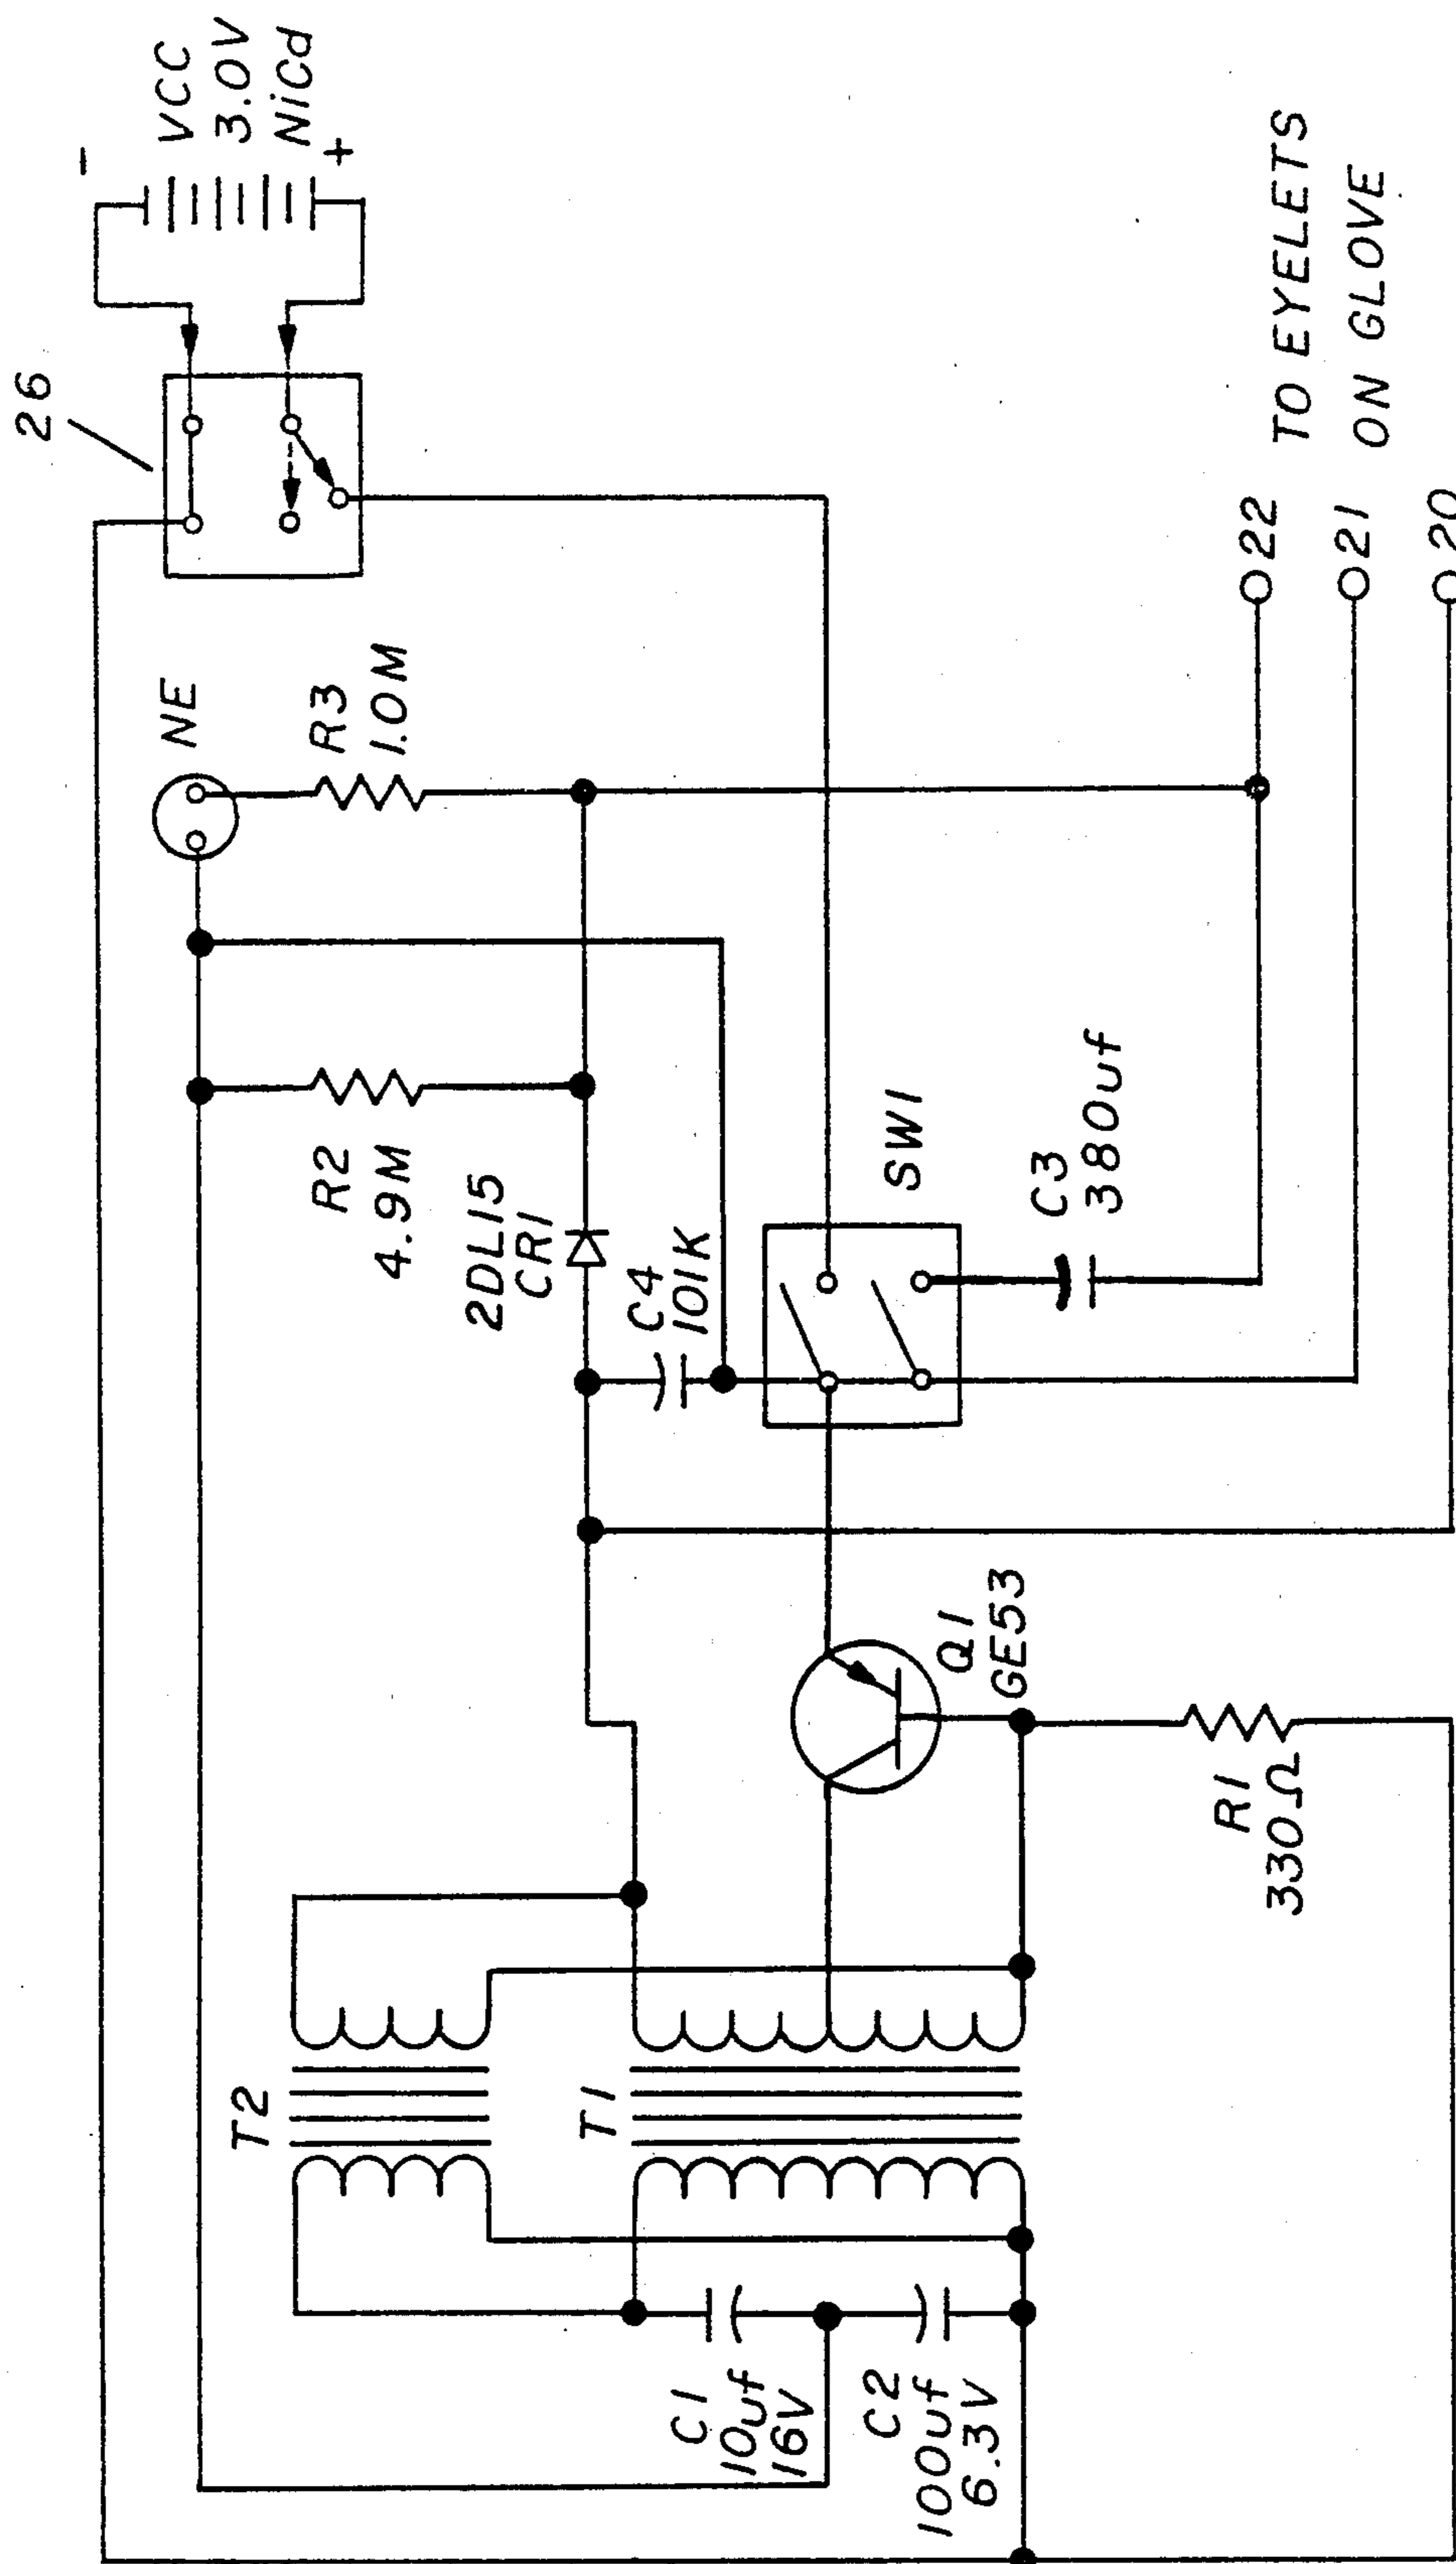 26
-
VCC
3.0V
NiCd
+
NE
R3
1.0M
R2
4.9M
2DL15
CR1
C4
101K
SW1
C3
380uf
22
21
20
TO EYELETS
ON GLOVE
Q1
GE53
R1
330Ω
T2
T1
C1
10uf
16V
C2
100uf
6.3V